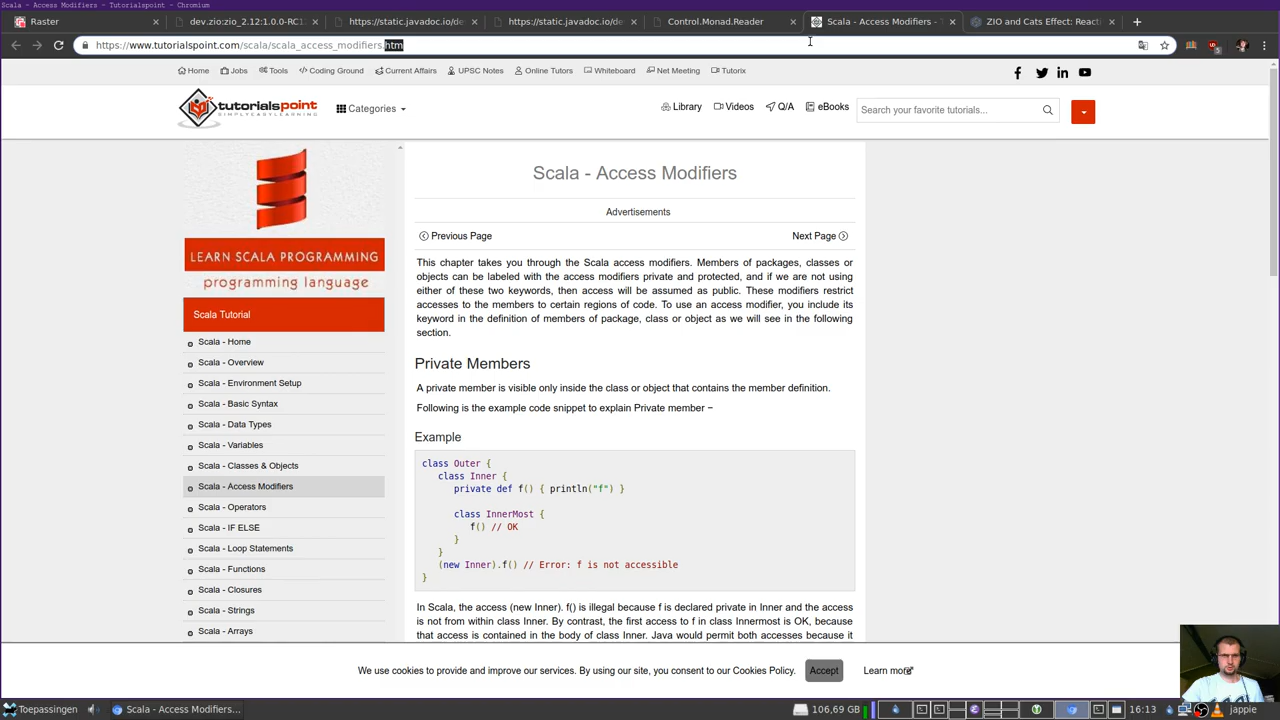 Scala - Access Modifiers - Tutorialspoint - Chromium
Raster
dev.zio:zio_2.12:1.0.0-RC1
https://static.javadoc.io/de
https://static.javadoc.io/de
Control.Monad.Reader
Scala - Access Modifiers - T
ZIO and Cats Effect: Reacti
https://www.tutorialspoint.com/scala/scala_access_modifiers.htm
Home
Jobs
Tools
Coding Ground
Current Affairs
UPSC Notes
Online Tutors
Whiteboard
Net Meeting
Tutorix
tutorialspoint
SIMPLYEASYLEARNING
Categories
Library
Videos
Q/A
eBooks
Search your favorite tutorials...
LEARN SCALA PROGRAMMING
programming language
Scala Tutorial
Scala - Home
Scala - Overview
Scala - Environment Setup
Scala - Basic Syntax
Scala - Data Types
Scala - Variables
Scala - Classes & Objects
Scala - Access Modifiers
Scala - Operators
Scala - IF ELSE
Scala - Loop Statements
Scala - Functions
Scala - Closures
Scala - Strings
Scala - Arrays
Scala - Access Modifiers
Advertisements
Previous Page
Next Page
This chapter takes you through the Scala access modifiers. Members of packages, classes or
objects can be labeled with the access modifiers private and protected, and if we are not using
either of these two keywords, then access will be assumed as public. These modifiers restrict
accesses to the members to certain regions of code. To use an access modifier, you include its
keyword in the definition of members of package, class or object as we will see in the following
section.
Private Members
A private member is visible only inside the class or object that contains the member definition.
Following is the example code snippet to explain Private member −
Example
class Outer {
class Inner {
private def f() { println("f") }
class InnerMost {
f() // OK
}
}
(new Inner).f() // Error: f is not accessible
}
In Scala, the access (new Inner). f() is illegal because f is declared private in Inner and the access
is not from within class Inner. By contrast, the first access to f in class Innermost is OK, because
that access is contained in the body of class Inner. Java would permit both accesses because it
We use cookies to provide and improve our services. By using our site, you consent to our Cookies Policy.
Accept
Learn more
Toepassingen
Scala - Access Modifiers...
106,69 GB
16:13
jappie